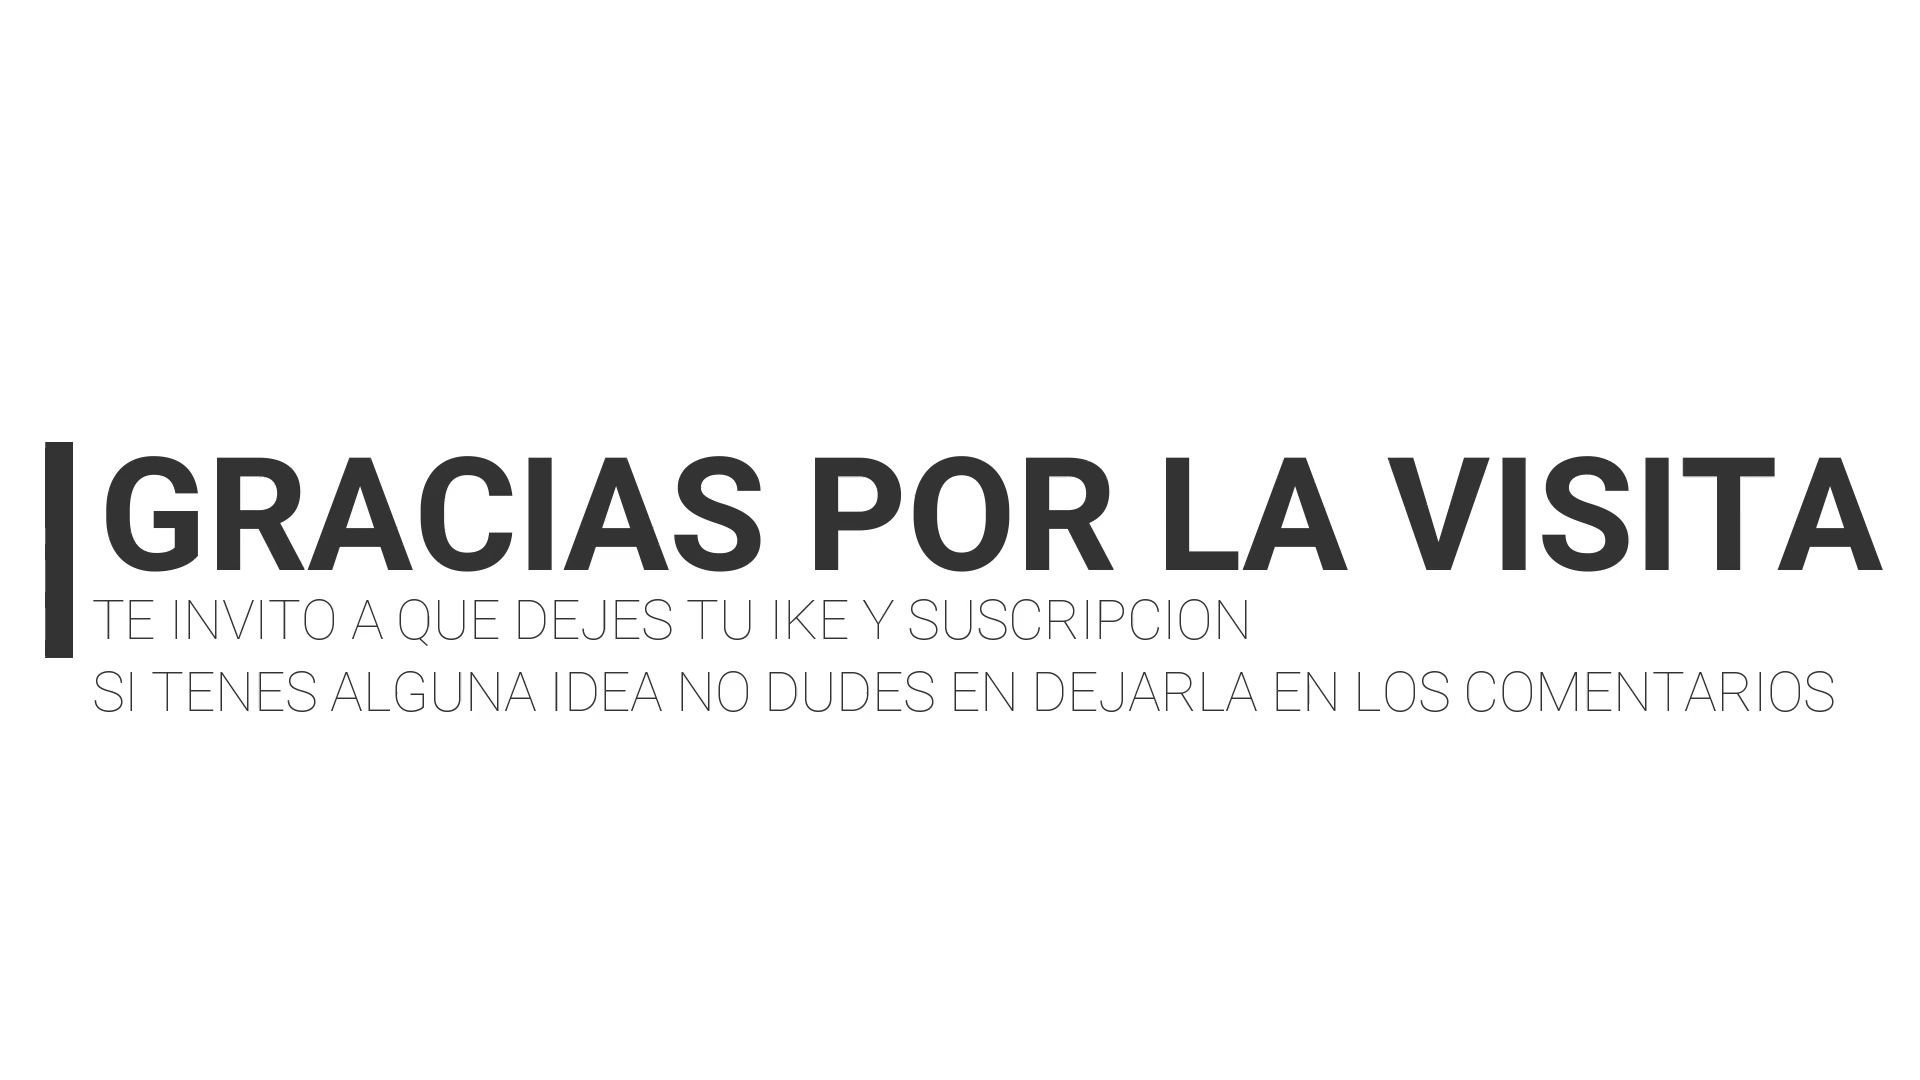 GRACIAS POR LA VISITA
TE INVITO A QUE DEJES TU IKE Y SUSCRIPCION
SI TENES ALGUNA IDEA NO DUDES EN DEJARLA EN LOS COMENTARIOS